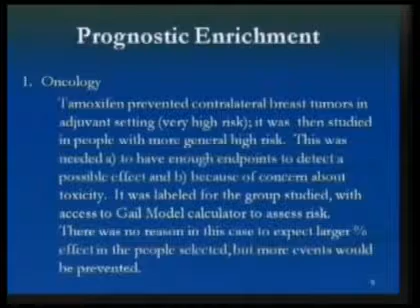 Prognostic Enrichment
1. Oncology
Tamoxifen prevented contralateral breast tumors in
adjuvant setting (very high risk); it was then studied
in people with more general high risk. This was
needed a) to have enough endpoints to detect a
possible effect and b) because of concern about
toxicity. It was labeled for the group studied, with
access to Gail Model calculator to assess risk.
There was no reason in this case to expect larger %
effect in the people selected, but more events would
be prevented.
9